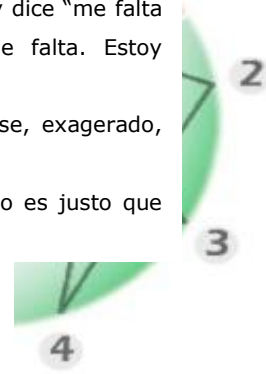 y dice “me falta
e falta. Estoy
2
se, exagerado,
o es justo que
3
4